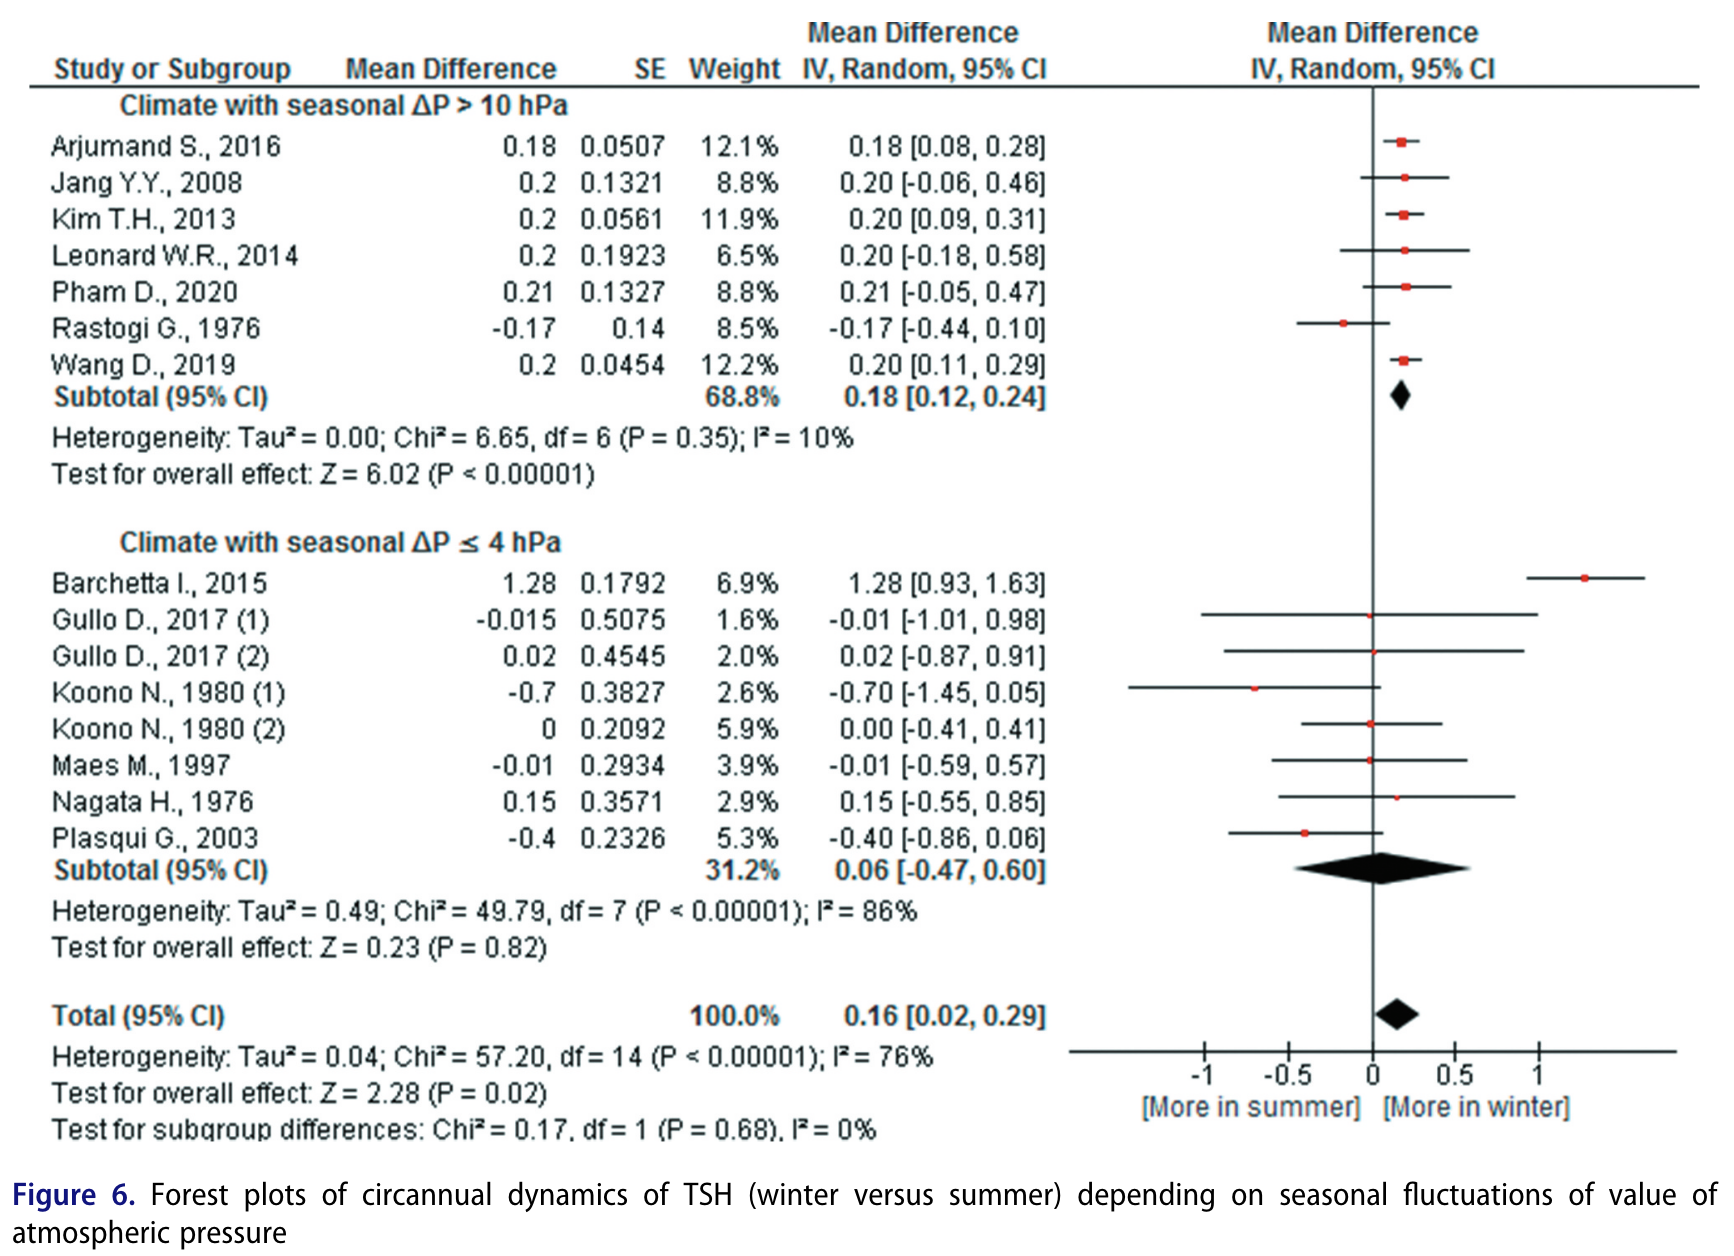 Mean Difference Mean Difference
Study or Subgroup Mean Difference SE Weight IV, Random, 95% CI IV, Random, 95% CI
Climate with seasonal ΔP > 10 hPa
Arjumand S., 2016 0.18 0.0507 12.1% 0.18 [0.08, 0.28]
Jang Y.Y., 2008 0.2 0.1321 8.8% 0.20 [-0.06, 0.46]
Kim T.H., 2013 0.2 0.0561 11.9% 0.20 [0.09, 0.31]
Leonard W.R., 2014 0.2 0.1923 6.5% 0.20 [-0.18, 0.58]
Pham D., 2020 0.21 0.1327 8.8% 0.21 [-0.05, 0.47]
Rastogi G., 1976 -0.17 0.14 8.5% -0.17 [-0.44, 0.10]
Wang D., 2019 0.2 0.0454 12.2% 0.20 [0.11, 0.29]
Subtotal (95% CI) 68.8% 0.18 [0.12, 0.24]
Heterogeneity: Tau² = 0.00; Chi² = 6.65, df = 6 (P = 0.35); I² = 10%
Test for overall effect: Z = 6.02 (P < 0.00001)
Climate with seasonal ΔP ≤ 4 hPa
Barchetta I., 2015 1.28 0.1792 6.9% 1.28 [0.93, 1.63]
Gullo D., 2017 (1) -0.015 0.5075 1.6% -0.01 [-1.01, 0.98]
Gullo D., 2017 (2) 0.02 0.4545 2.0% 0.02 [-0.87, 0.91]
Koono N., 1980 (1) -0.7 0.3827 2.6% -0.70 [-1.45, 0.05]
Koono N., 1980 (2) 0 0.2092 5.9% 0.00 [-0.41, 0.41]
Maes M., 1997 -0.01 0.2934 3.9% -0.01 [-0.59, 0.57]
Nagata H., 1976 0.15 0.3571 2.9% 0.15 [-0.55, 0.85]
Plasqui G., 2003 -0.4 0.2326 5.3% -0.40 [-0.86, 0.06]
Subtotal (95% CI) 31.2% 0.06 [-0.47, 0.60]
Heterogeneity: Tau² = 0.49; Chi² = 49.79, df = 7 (P < 0.00001); I² = 86%
Test for overall effect: Z = 0.23 (P = 0.82)
Total (95% CI) 100.0% 0.16 [0.02, 0.29]
Heterogeneity: Tau² = 0.04; Chi² = 57.20, df = 14 (P < 0.00001); I² = 76%
Test for overall effect: Z = 2.28 (P = 0.02)
Test for subgroup differences: Chi² = 0.17, df = 1 (P = 0.68), I² = 0%
-1 -0.5 0 0.5 1
[More in summer] [More in winter]
Figure 6. Forest plots of circannual dynamics of TSH (winter versus summer) depending on seasonal fluctuations of value of
atmospheric pressure